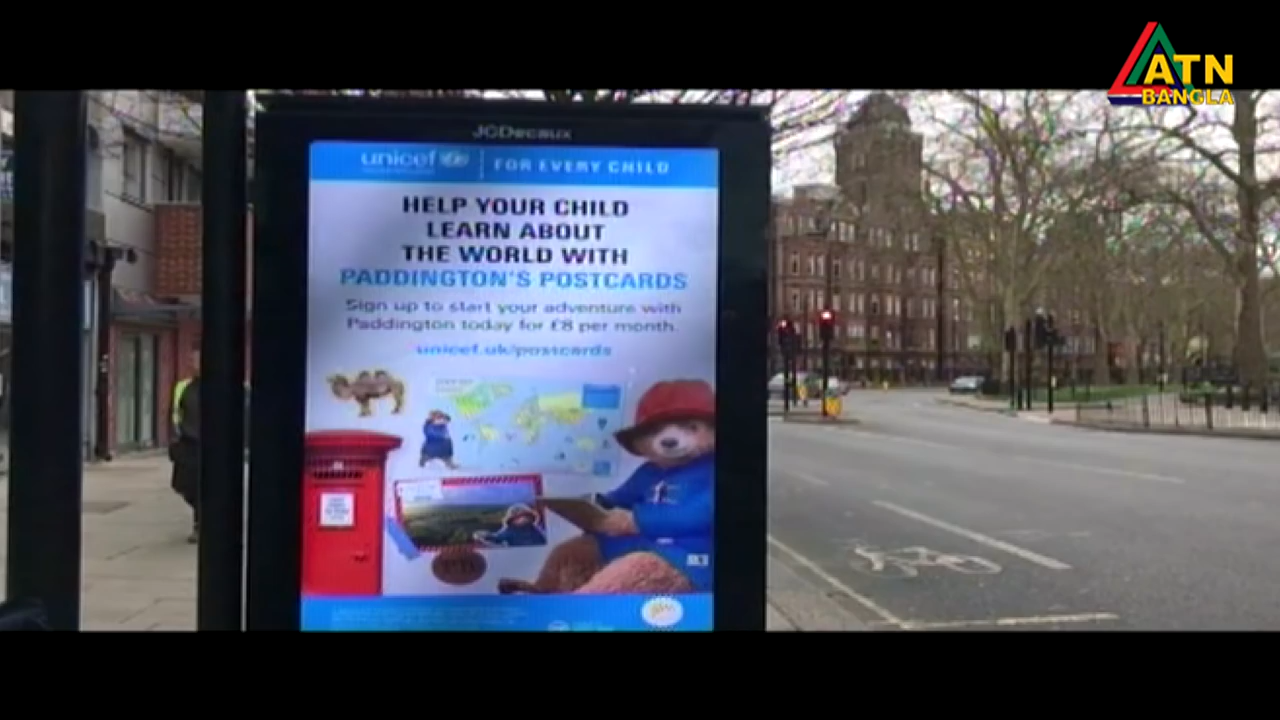 ATN
BANGLA
JCDecaux
unicef | FOR EVERY CHILD
HELP YOUR CHILD
LEARN ABOUT
THE WORLD WITH
PADDINGTON'S POSTCARDS
Sign up to start your adventure with
Paddington today for £8 per month.
unicef.uk/postcards